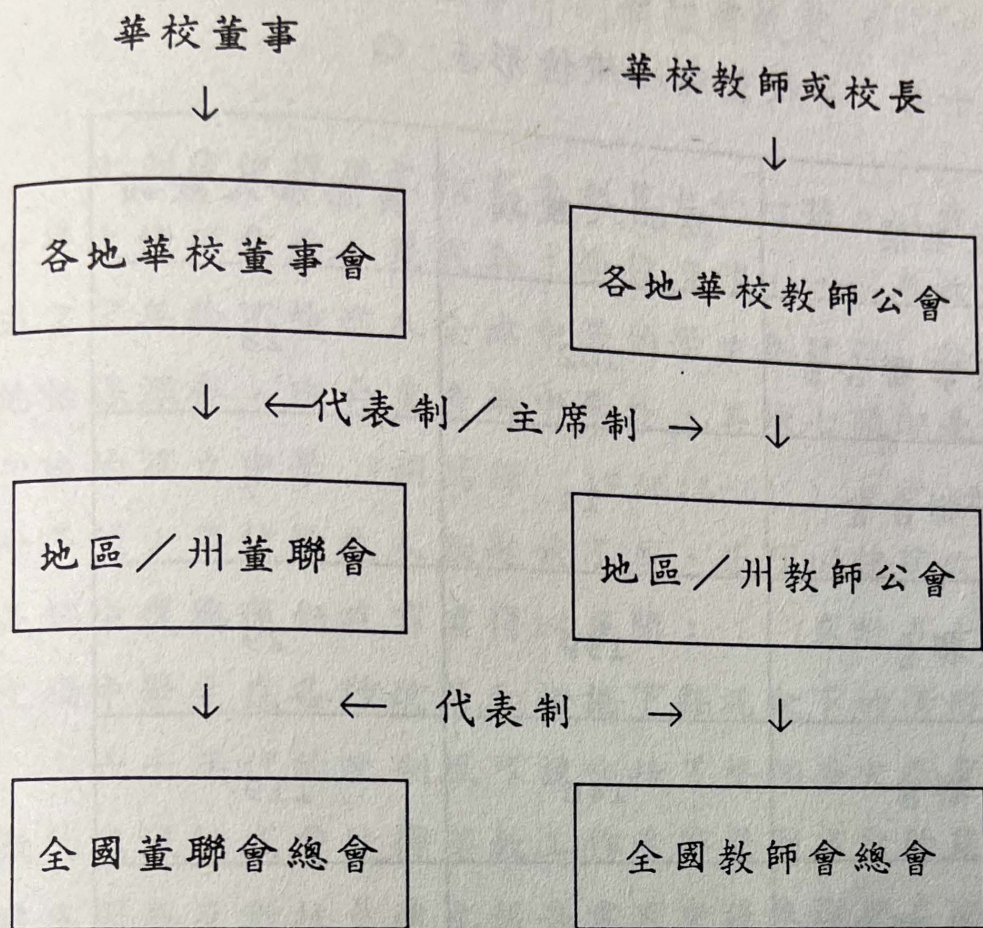 華校董事
華校教師或校長
↓
↓
各地華校董事會
各地華校教師公會
↓ ←代表制／主席制 → ↓
地區／州董聯會
地區／州教師公會
↓ ← 代表制 → ↓
全國董聯會總會
全國教師會總會